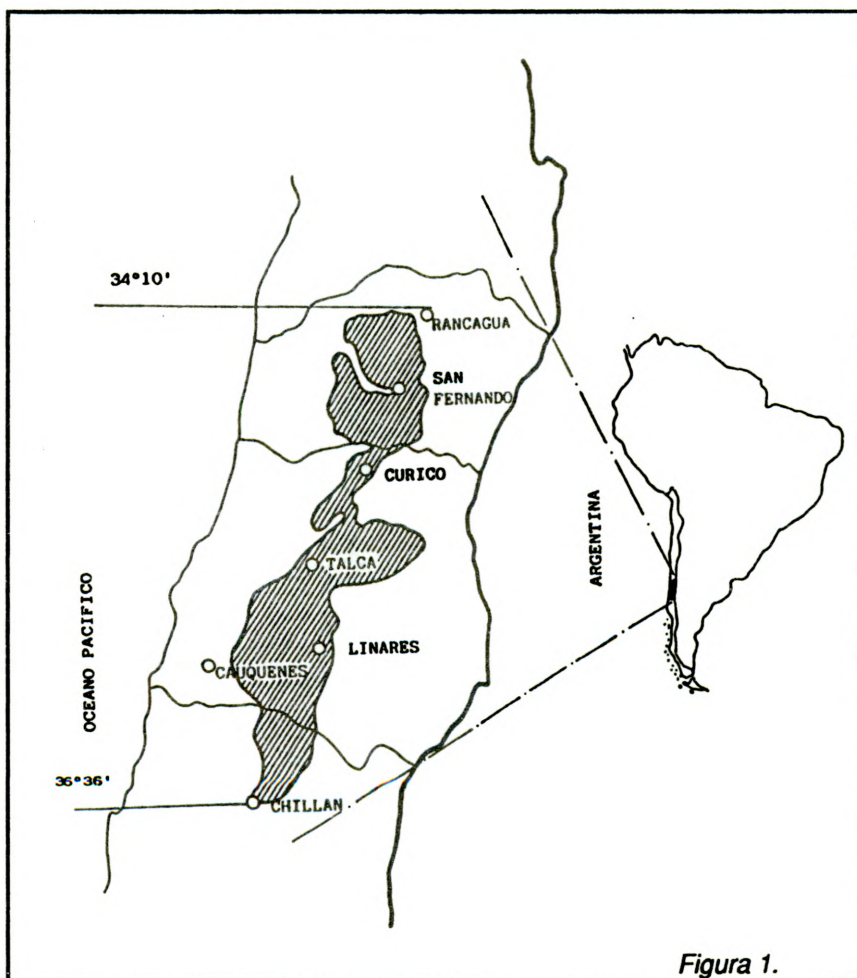 34°10'
RANCAGUA
SAN
FERNANDO
CURICO
ARGENTINA
TALCA
OCEANO PACIFICO
LINARES
CAUQUENES
36°36'
CHILLAN
Figura 1.